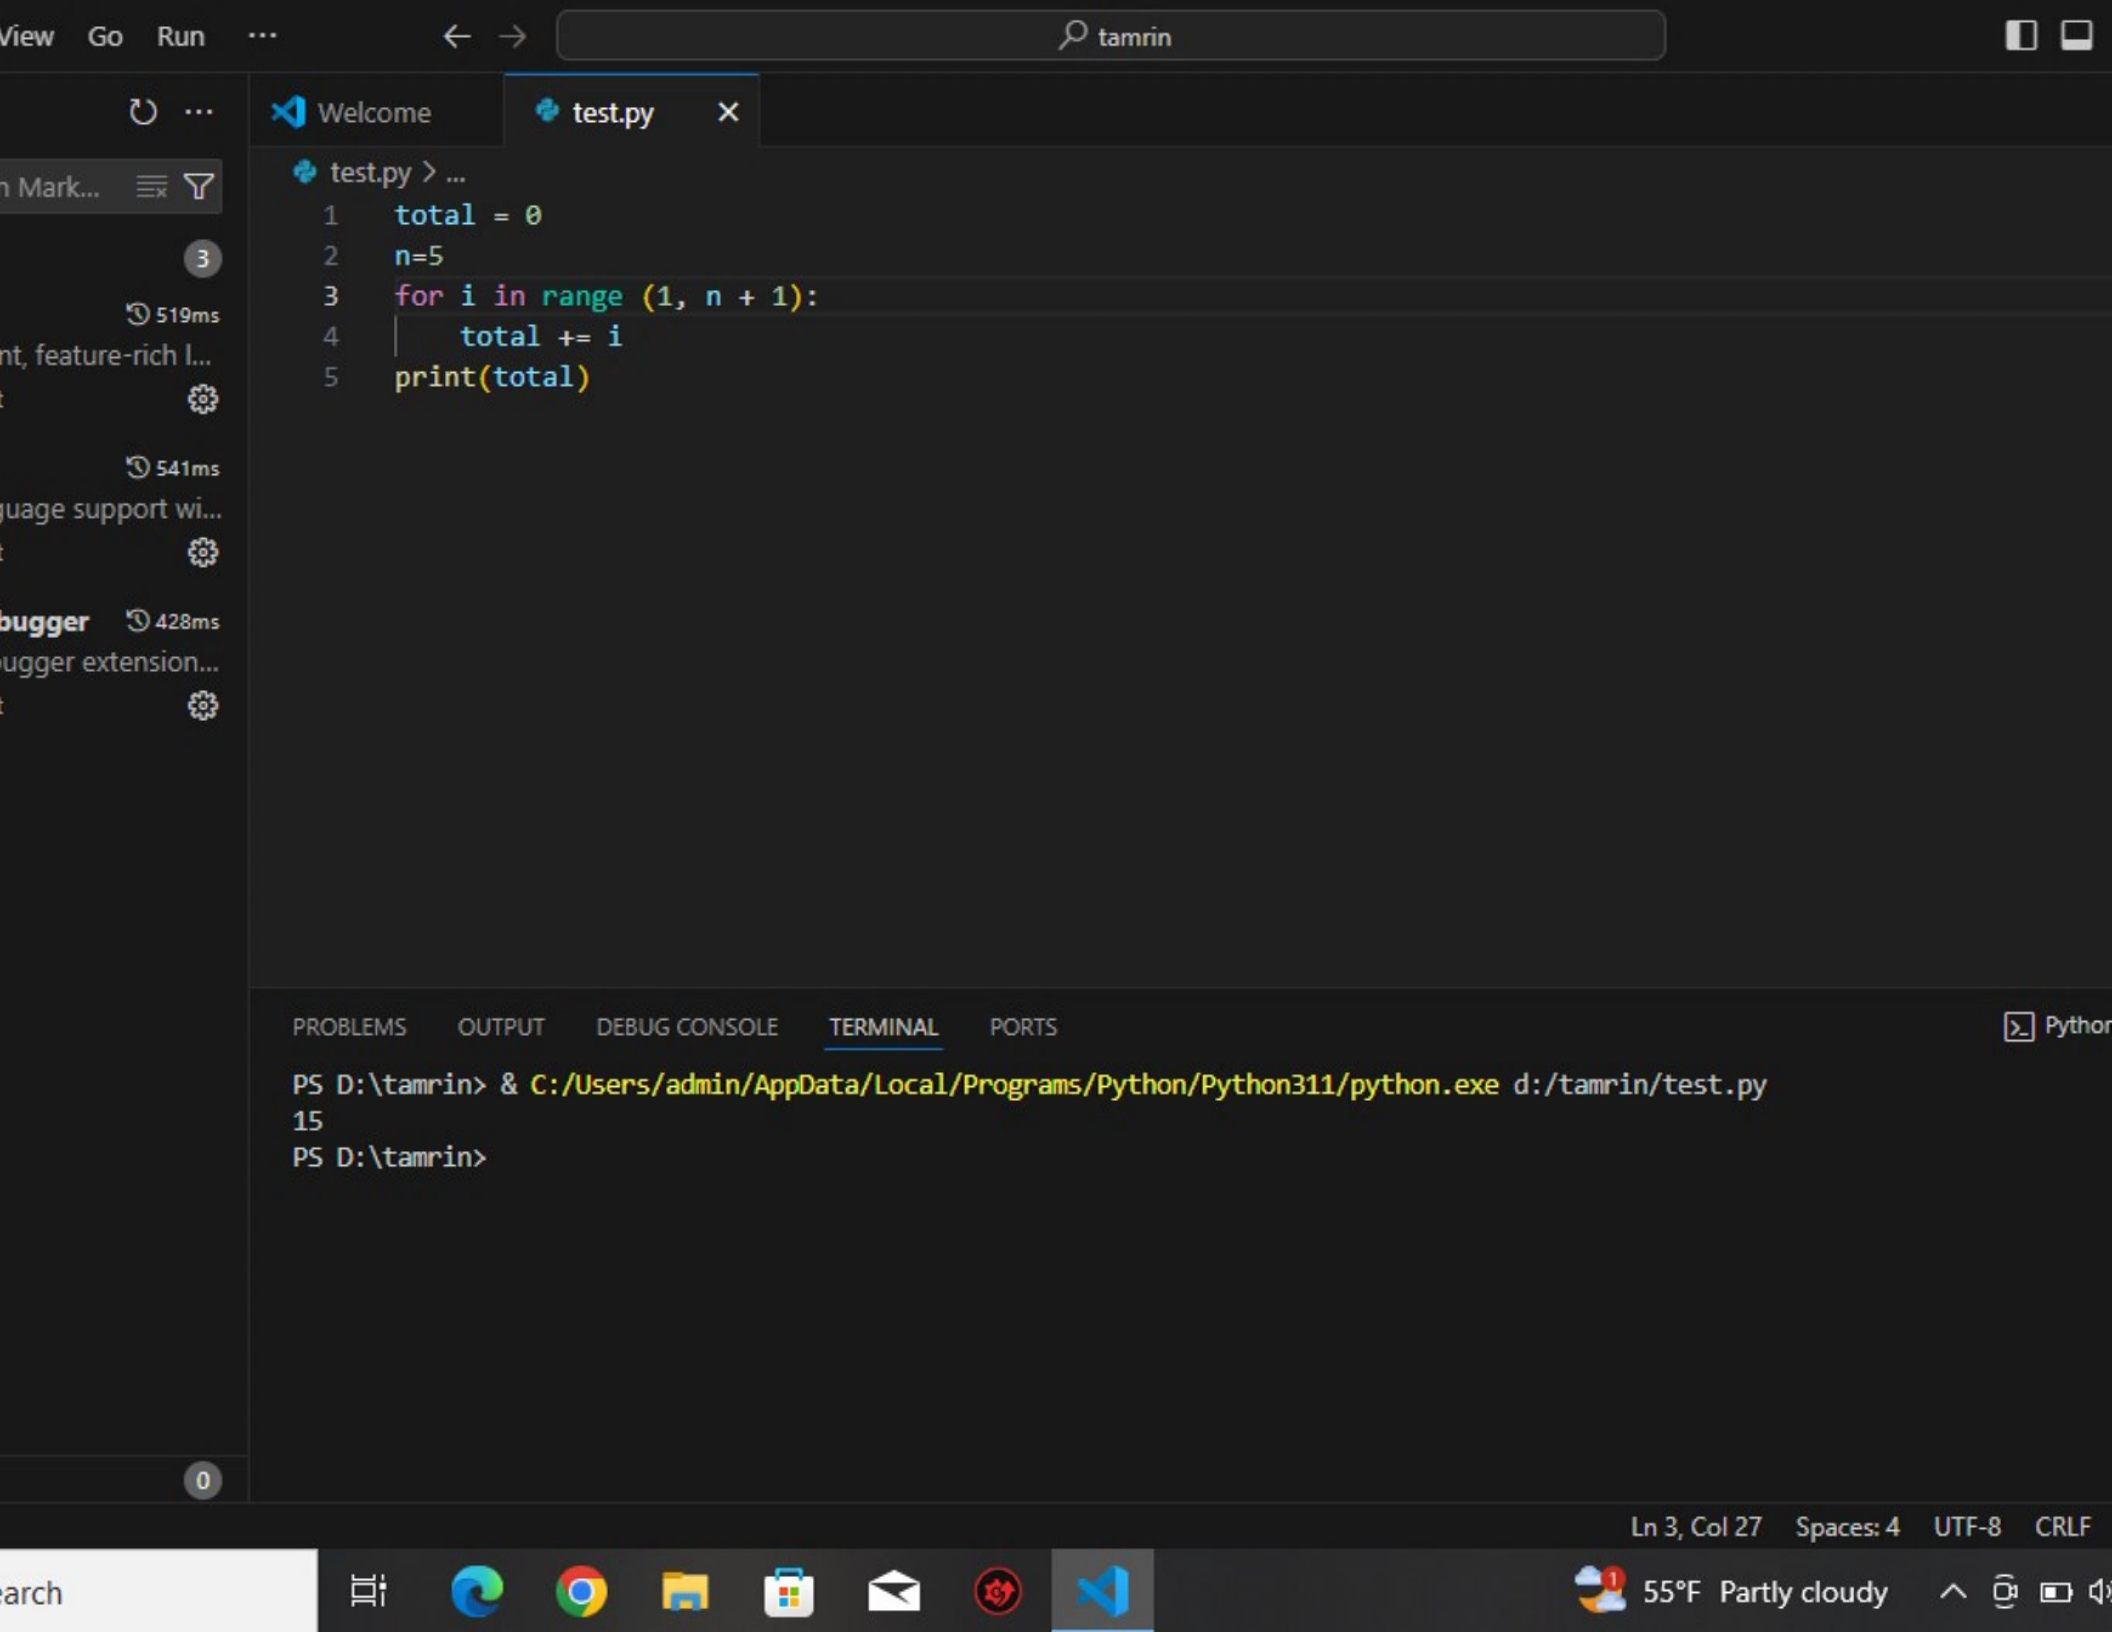 View Go Run ...
tamrin
Welcome
test.py
Mark...
test.py > ...
3
1 total = 0
2 n=5
3 for i in range (1, n + 1):
4 total += i
5 print(total)
519ms
nt, feature-rich l...
541ms
guage support wi...
bugger 428ms
bugger extension...
PROBLEMS OUTPUT DEBUG CONSOLE TERMINAL PORTS
Python
PS D:\tamrin> & C:/Users/admin/AppData/Local/Programs/Python/Python311/python.exe d:/tamrin/test.py
15
PS D:\tamrin>
0
Ln 3, Col 27 Spaces: 4 UTF-8 CRLF
earch
1
55°F Partly cloudy